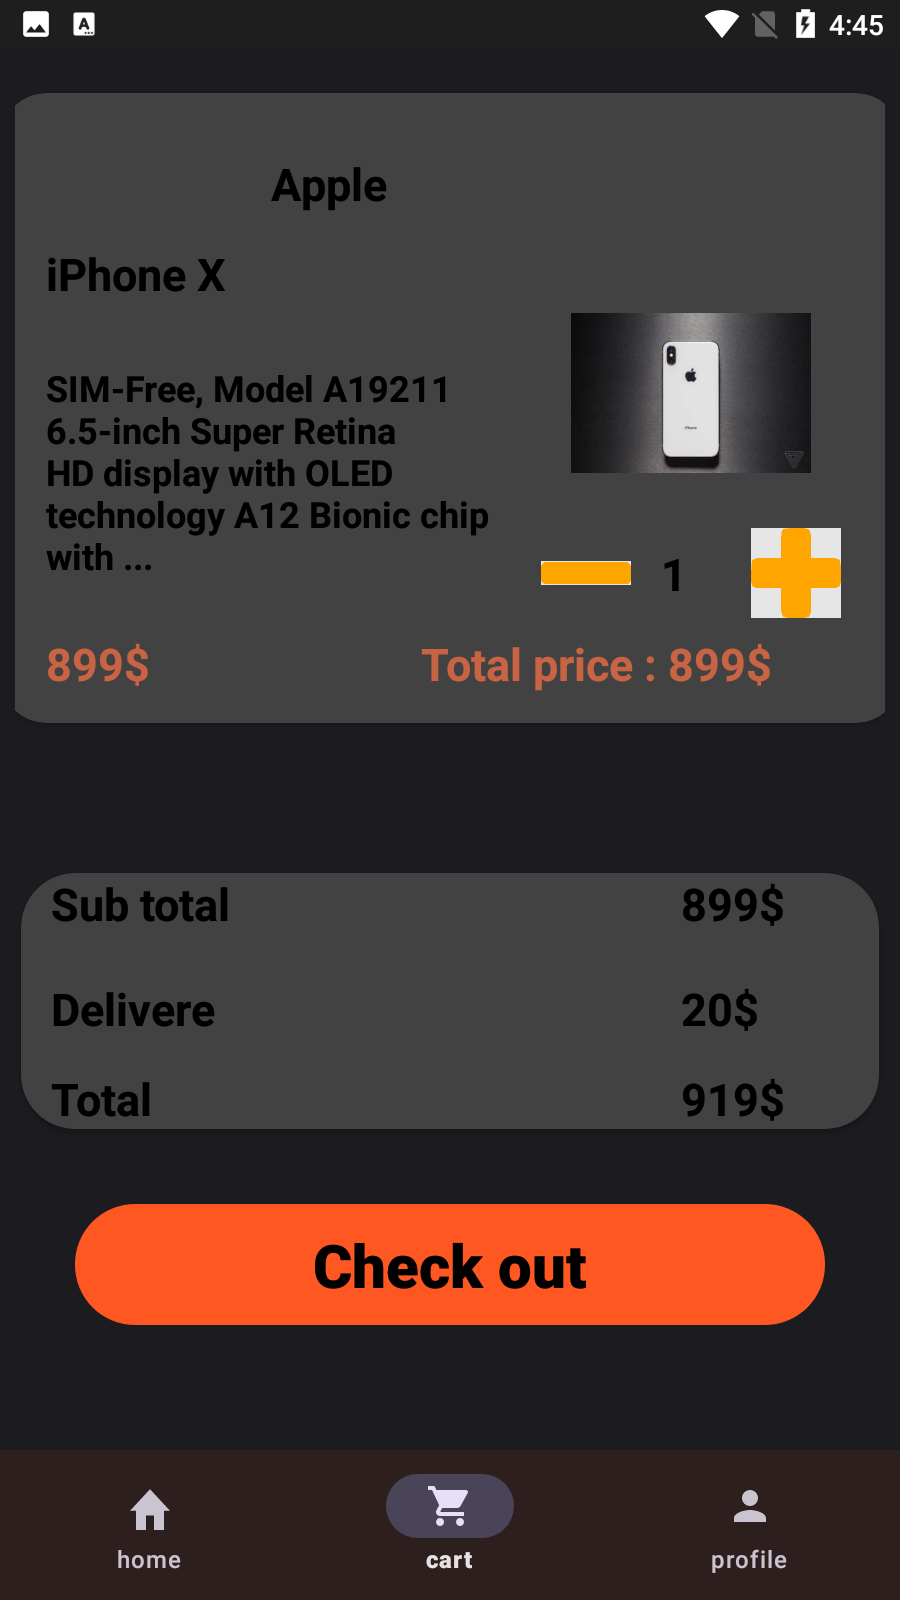 4:45
Apple
iPhone X
SIM-Free, Model A19211
6.5-inch Super Retina
HD display with OLED
technology A12 Bionic chip
with ...
1
899$
Total price : 899$
Sub total 899$
Delivere 20$
Total 919$
Check out
home cart profile